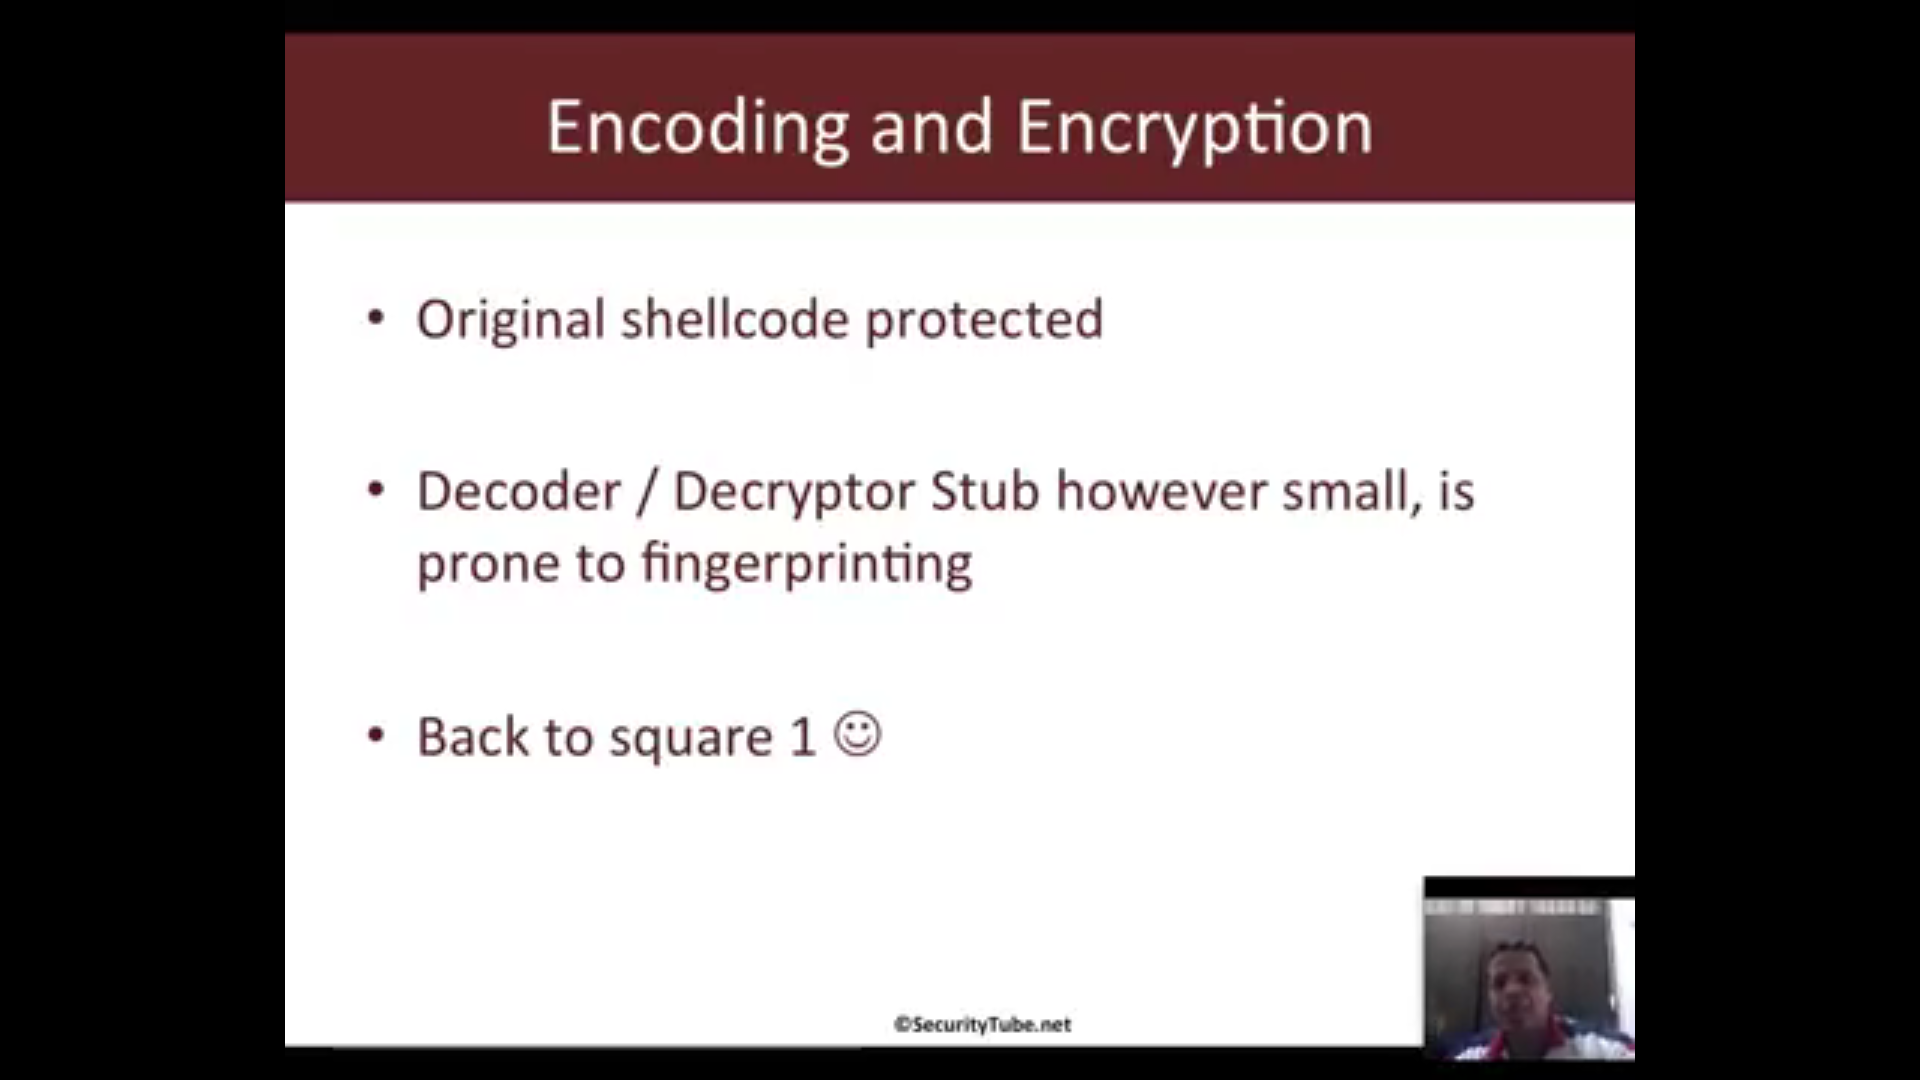 Encoding and Encryption
• Original shellcode protected
• Decoder / Decryptor Stub however small, is
prone to fingerprinting
• Back to square 1 ☺
©SecurityTube.net